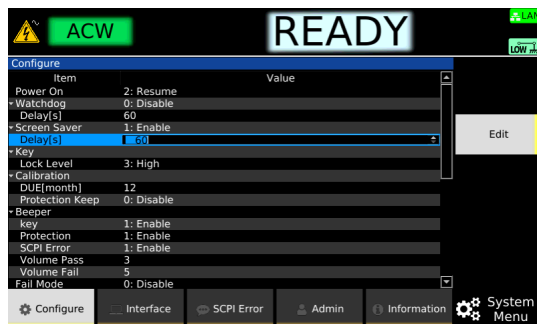 ACW
READY
LAN
LOW
Configure
Item Value
Power On 2: Resume
Watchdog 0: Disable
Delay[s] 60
Screen Saver 1: Enable
Delay[s] 60
Edit
Key
Lock Level 3: High
Calibration
DUE[month] 12
Protection Keep 0: Disable
Beeper
key 1: Enable
Protection 1: Enable
SCPI Error 1: Enable
Volume Pass 3
Volume Fail 5
Fail Mode 0: Disable
Configure Interface SCPI Error Admin Information System Menu